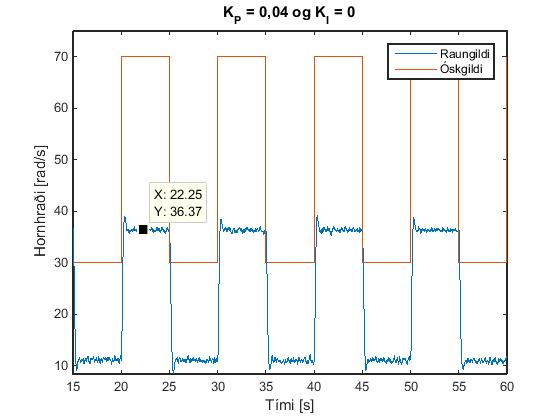 K_P = 0,04 og K_I = 0
Raungildi
Óskgildi
X: 22.25
Y: 36.37
Hornhraði [rad/s]
70
60
50
40
30
20
10
15 20 25 30 35 40 45 50 55 60
Tími [s]